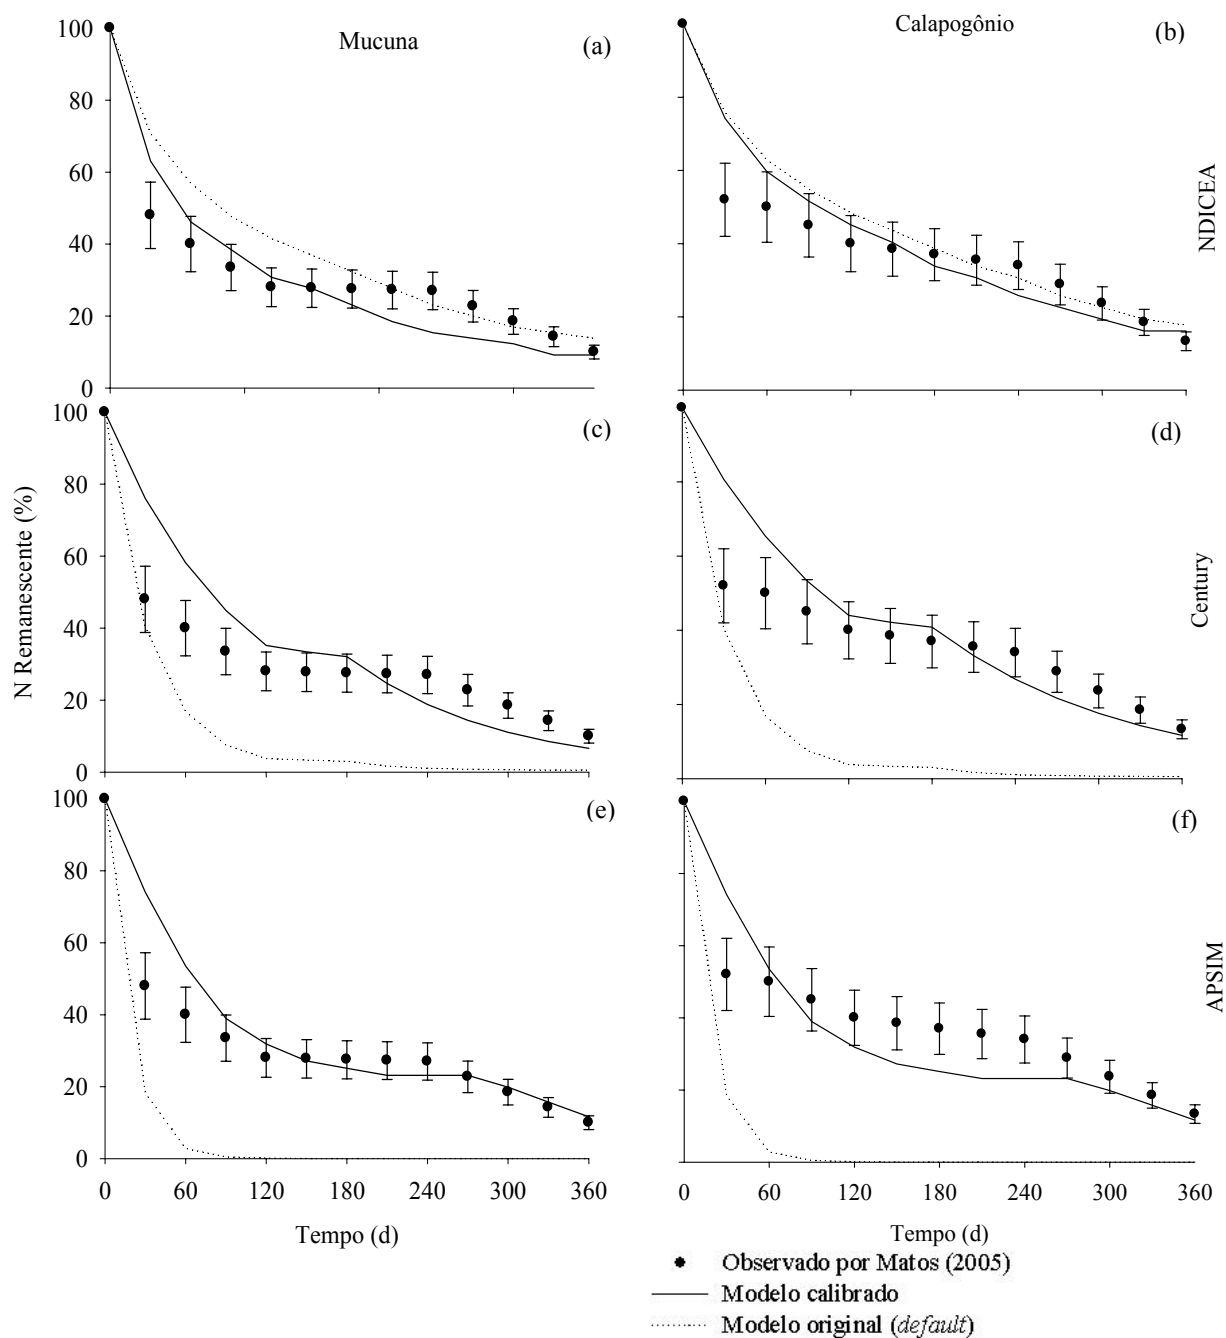 Mucuna
(a)
Calapogônio
(b)
100
80
60
40
20
0
NDICEA
(c)
(d)
100
80
60
40
20
0
N Remanescente (%)
Century
(e)
(f)
100
80
60
40
20
0
APSIM
0 60 120 180 240 300 360
0 60 120 180 240 300 360
Tempo (d)
Tempo (d)
Observado por Matos (2005)
Modelo calibrado
Modelo original (default)